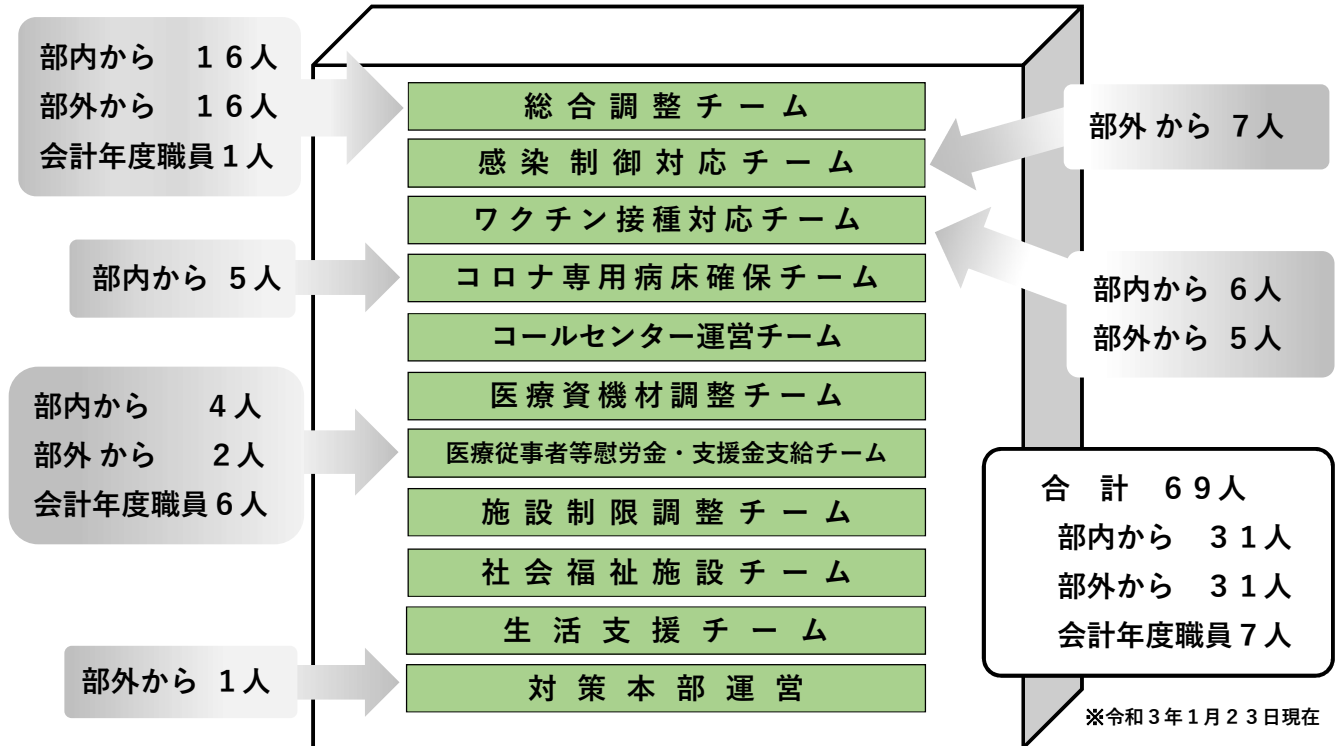 部内から　１６人
部外から　１６人
会計年度職員１人
部内から ５人
部内から　　４人
部外 から　　２人
会計年度職員６人
部外から １人
総合調整チーム
感染制御対応チーム
ワクチン接種対応チーム
コロナ専用病床確保チーム
コールセンター運営チーム
医療資機材調整チーム
医療従事者等慰労金・支援金支給チーム
施設制限調整チーム
社会福祉施設チーム
生活支援チーム
対策本部運営
部外 から ７人
部内から ６人
部外から ５人
合　計　６９人
部内から　３１人
部外から　３１人
会計年度職員７人
※令和３年１月２３日現在